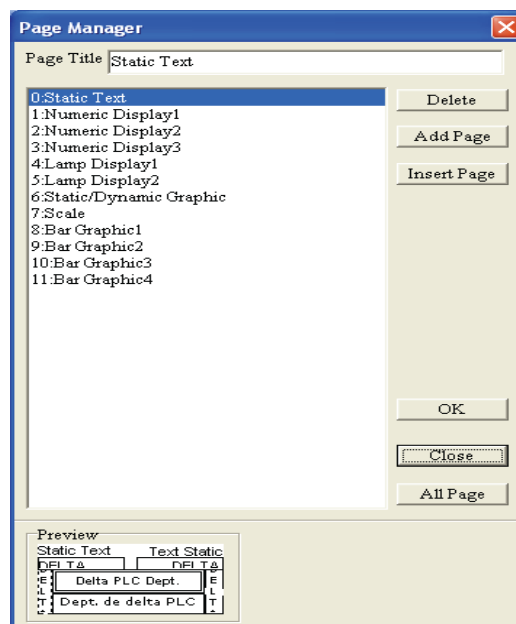 Page Manager
Page Title Static Text
0:Static Text
1:Numeric Display1
2:Numeric Display2
3:Numeric Display3
4:Lamp Display1
5:Lamp Display2
6:Static/Dynamic Graphic
7:Scale
8:Bar Graphic1
9:Bar Graphic2
10:Bar Graphic3
11:Bar Graphic4
Delete
Add Page
Insert Page
OK
Close
All Page
Preview
Static Text Text Static
DELTA DELTA
E Delta PLC Dept. E
L L
T Dept. de delta PLC T